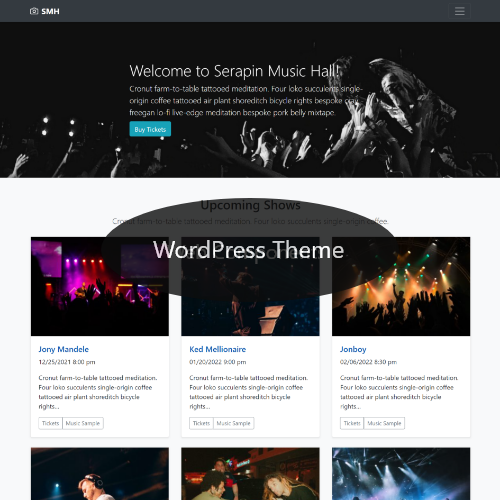 SMH
Welcome to Serapin Music Hall!
Cronut farm-to-table tattooed meditation. Four loko succulents single-
origin coffee tattooed air plant shoreditch bicycle rights bespoke
freegan lo-fi live-edge meditation bespoke pork belly mixtape.
Buy Tickets
Upcoming Shows
Cronut farm-to-table tattooed meditation. Four loko succulents single-origin coffee.
WordPress Theme
Jony Mandele
12/25/2021 8:00 pm
Cronut farm-to-table tattooed meditation.
Four loko succulents single-origin coffee
tattooed air plant shoreditch bicycle
rights...
Tickets Music Sample
Ked Mellionaire
01/20/2022 9:00 pm
Cronut farm-to-table tattooed meditation.
Four loko succulents single-origin coffee
tattooed air plant shoreditch bicycle
rights...
Tickets Music Sample
Jonboy
02/06/2022 8:30 pm
Cronut farm-to-table tattooed meditation.
Four loko succulents single-origin coffee
tattooed air plant shoreditch bicycle
rights...
Tickets Music Sample